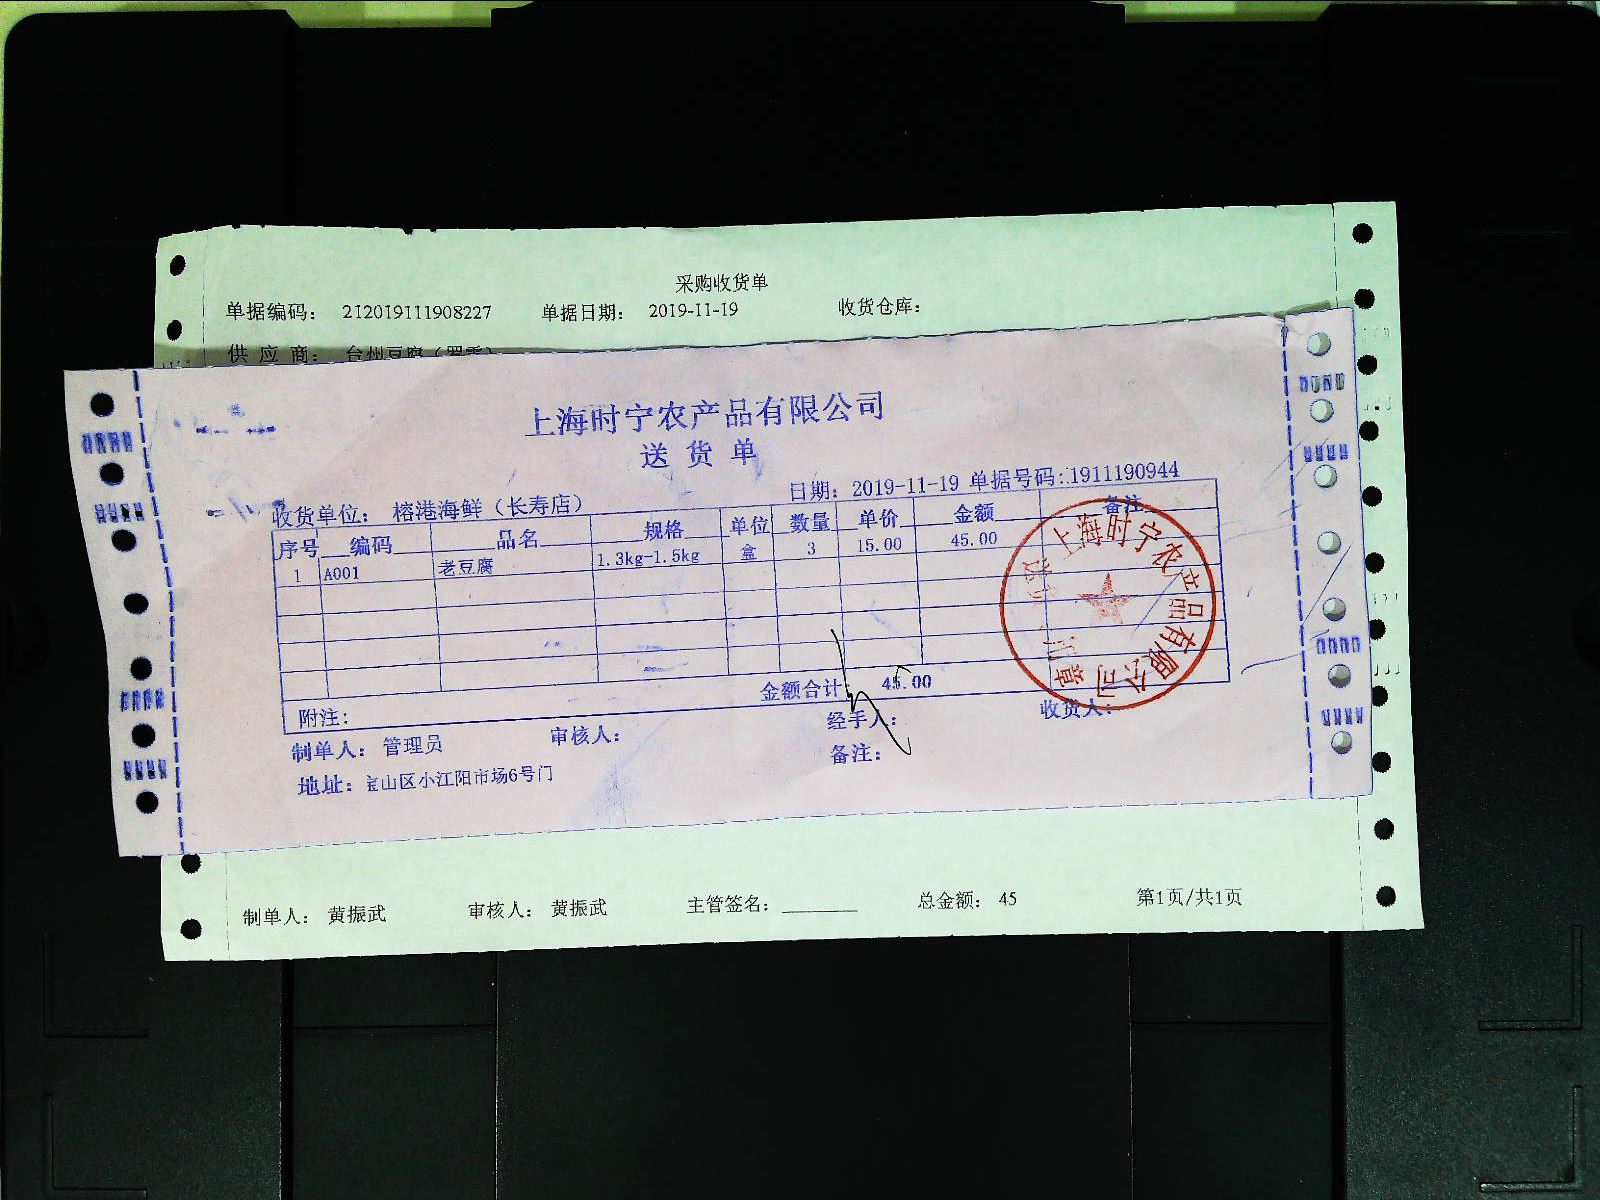 采购收货单
单据编码: 212019111908227 单据日期: 2019-11-19 收货仓库:
供 应 商: 台州豆腐
上海时宁农产品有限公司
送 货 单
日期: 2019-11-19 单据号码: 1911190944
收货单位: 榕港海鲜（长寿店）
序号 编码 品名 规格 单位 数量 单价 金额 备注
1 A001 老豆腐 1.3kg-1.5kg 盒 3 15.00 45.00
上海时宁农产品有限公司
金额合计: 45.00
附注:
制单人: 管理员 审核人: 经手人: 收货人:
备注:
地址: 宝山区小江阳市场6号门
制单人: 黄振武 审核人: 黄振武 主管签名: 总金额: 45 第1页/共1页